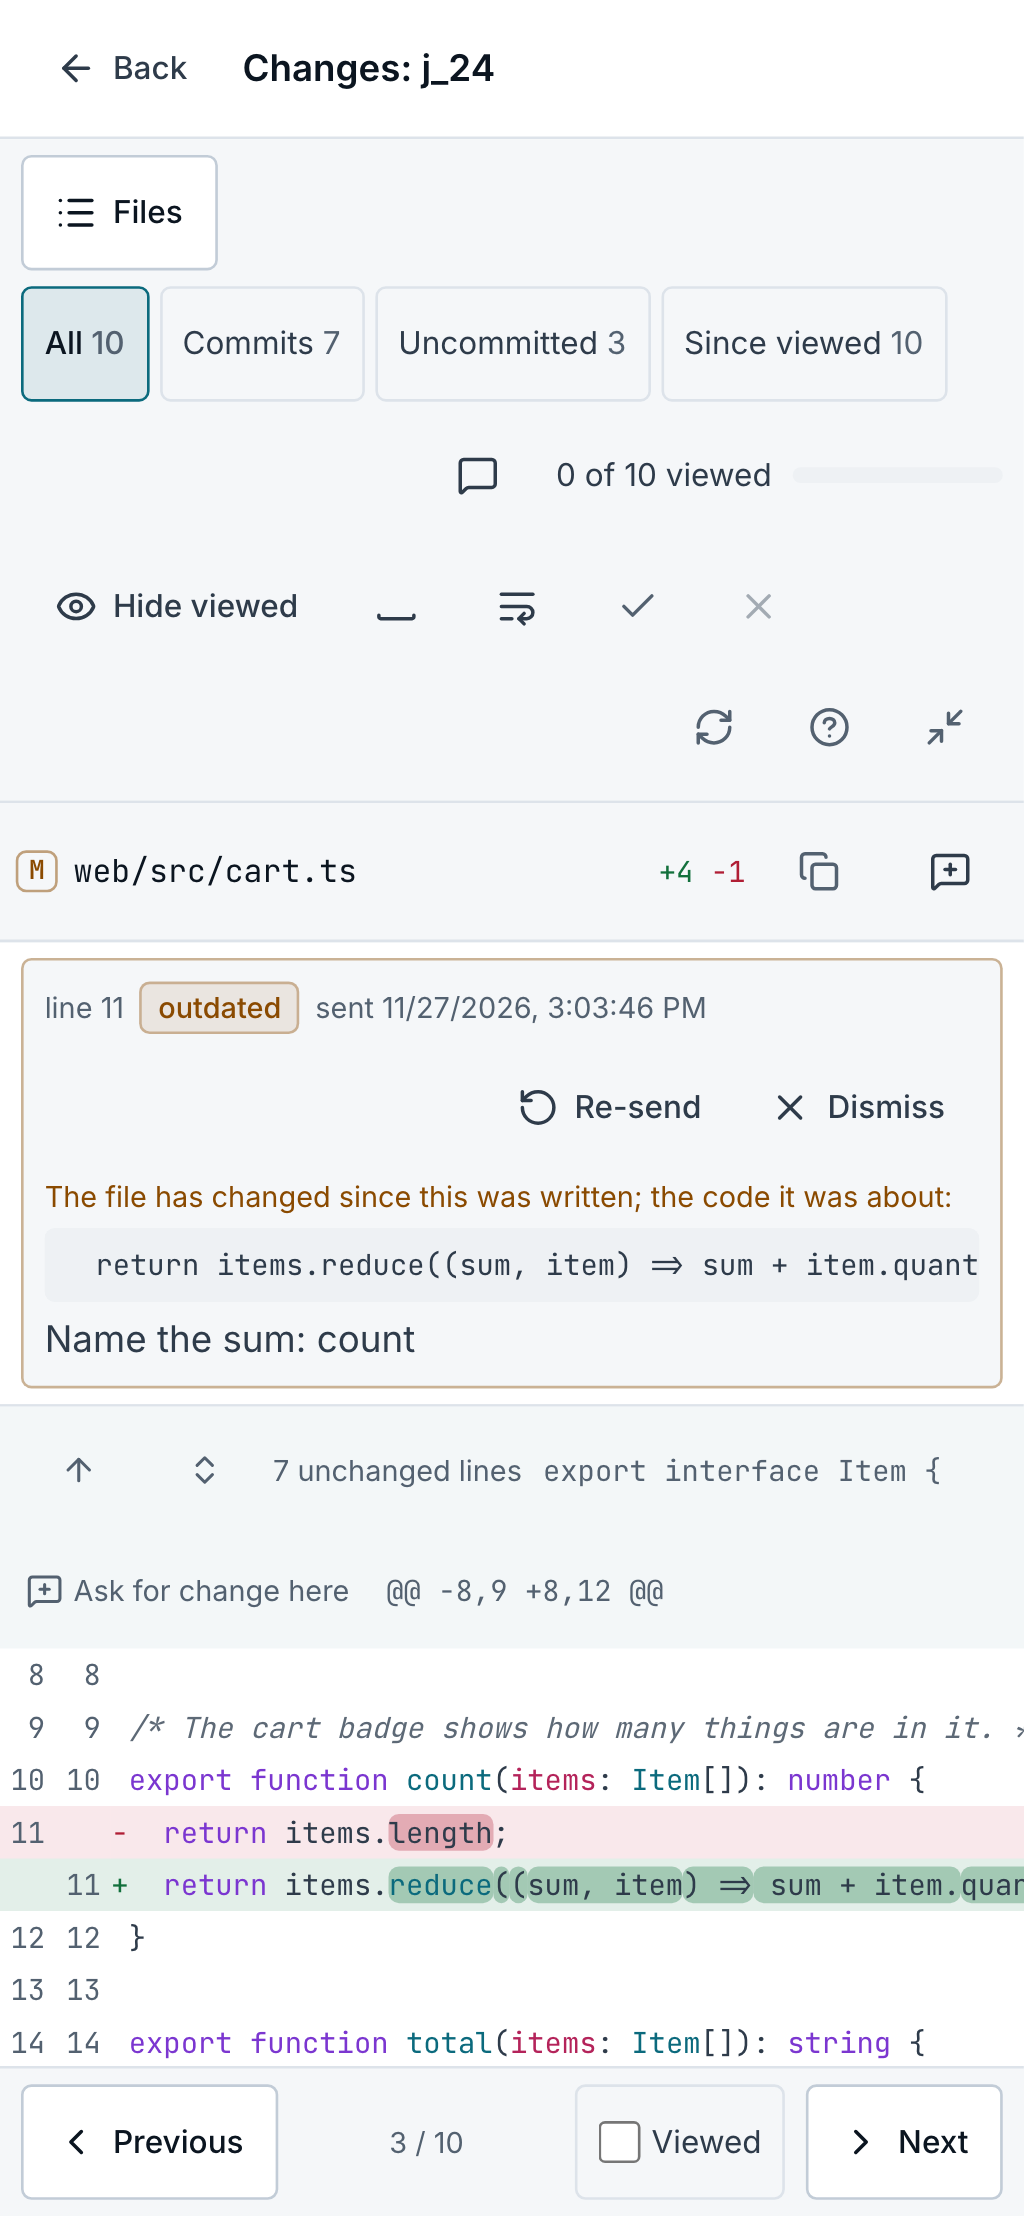 Back Changes: j_24
Files
All 10 Commits 7 Uncommitted 3 Since viewed 10
0 of 10 viewed
Hide viewed
M web/src/cart.ts +4 -1
line 11 outdated sent 11/27/2026, 3:03:46 PM
Re-send Dismiss
The file has changed since this was written; the code it was about:
return items.reduce((sum, item) => sum + item.quant
Name the sum: count
7 unchanged lines export interface Item {
Ask for change here @@ -8,9 +8,12 @@
8 8
9 9 /* The cart badge shows how many things are in it.
10 10 export function count(items: Item[]): number {
11 - return items.length;
11 + return items.reduce((sum, item) => sum + item.quan
12 12 }
13 13
14 14 export function total(items: Item[]): string {
Previous 3 / 10 Viewed Next